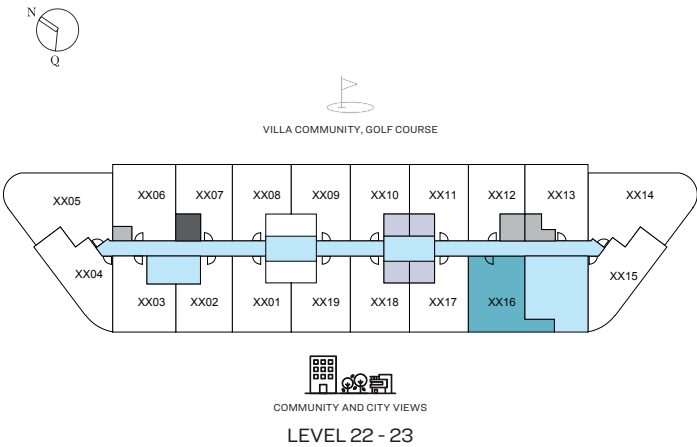 N
Q
VILLA COMMUNITY, GOLF COURSE
XX05 XX06 XX07 XX08 XX09 XX10 XX11 XX12 XX13 XX14
XX04 XX15
XX03 XX02 XX01 XX19 XX18 XX17 XX16
COMMUNITY AND CITY VIEWS
LEVEL 22 - 23